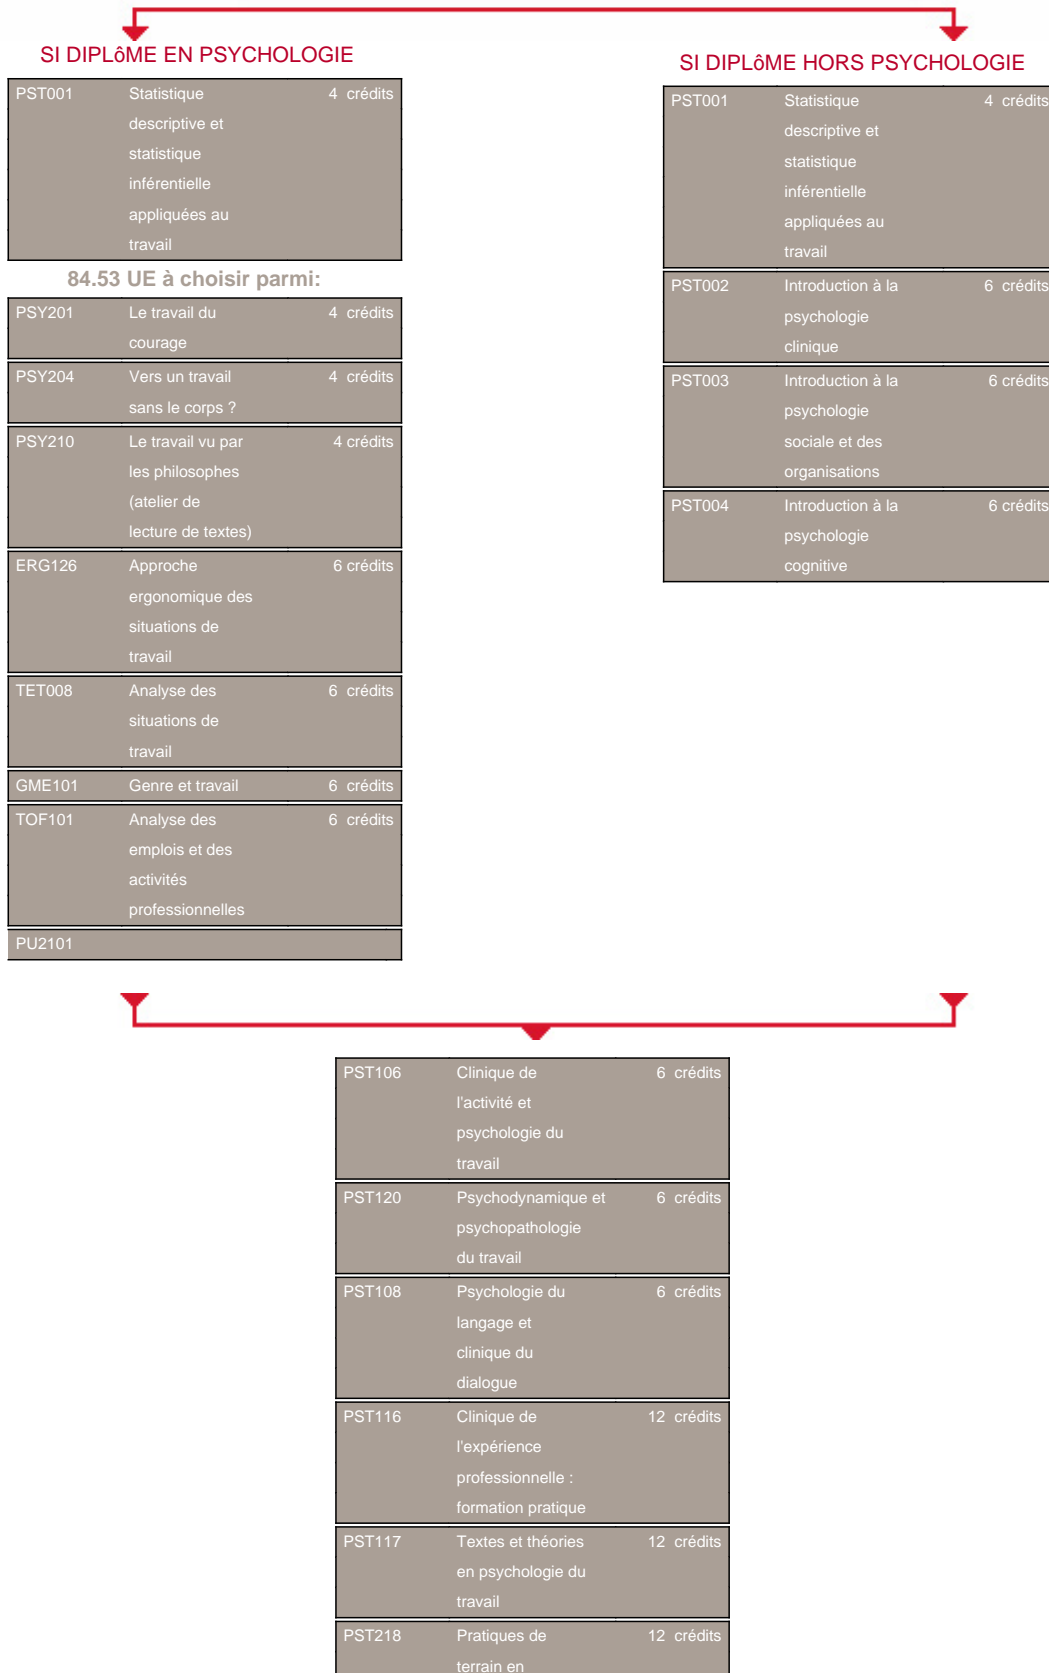 SI DIPLôME EN PSYCHOLOGIE
PST001 Statistique 4 crédits
descriptive et
statistique
inférentielle
appliquées au
travail
84.53 UE à choisir parmi:
PSY201 Le travail du 4 crédits
courage
PSY204 Vers un travail 4 crédits
sans le corps ?
PSY210 Le travail vu par 4 crédits
les philosophes
(atelier de
lecture de textes)
ERG126 Approche 6 crédits
ergonomique des
situations de
travail
TET008 Analyse des 6 crédits
situations de
travail
GME101 Genre et travail 6 crédits
TOF101 Analyse des 6 crédits
emplois et des
activités
professionnelles
PU2101
SI DIPLôME HORS PSYCHOLOGIE
PST001 Statistique 4 crédits
descriptive et
statistique
inférentielle
appliquées au
travail
PST002 Introduction à la 6 crédits
psychologie
clinique
PST003 Introduction à la 6 crédits
psychologie
sociale et des
organisations
PST004 Introduction à la 6 crédits
psychologie
cognitive
PST106 Clinique de 6 crédits
l'activité et
psychologie du
travail
PST120 Psychodynamique et 6 crédits
psychopathologie
du travail
PST108 Psychologie du 6 crédits
langage et
clinique du
dialogue
PST116 Clinique de 12 crédits
l'expérience
professionnelle :
formation pratique
PST117 Textes et théories 12 crédits
en psychologie du
travail
PST218 Pratiques de 12 crédits
terrain en